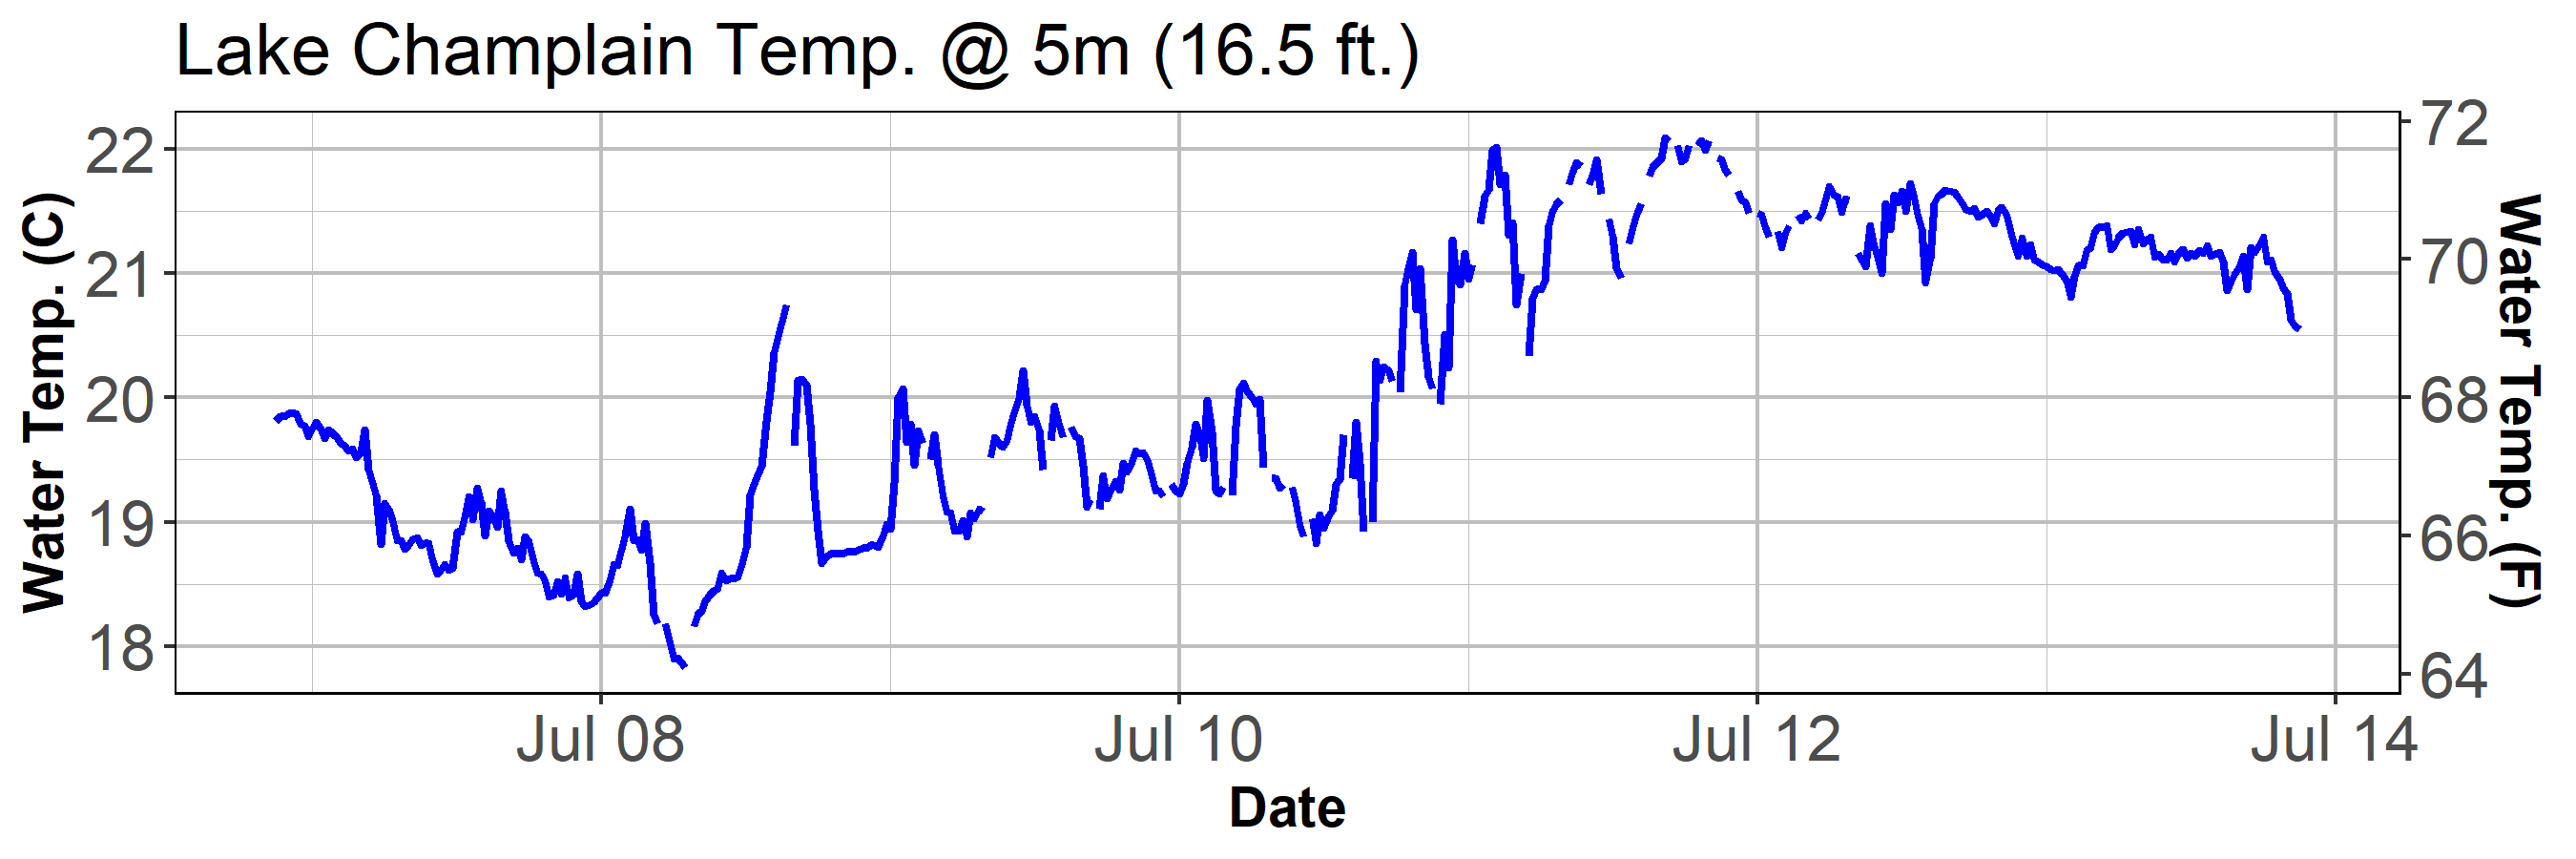 Lake Champlain Temp. @ 5m (16.5 ft.)
Water Temp. (C)
22
21
20
19
18
72
70
68
66
64
Water Temp. (F)
Jul 08
Jul 10
Jul 12
Jul 14
Date